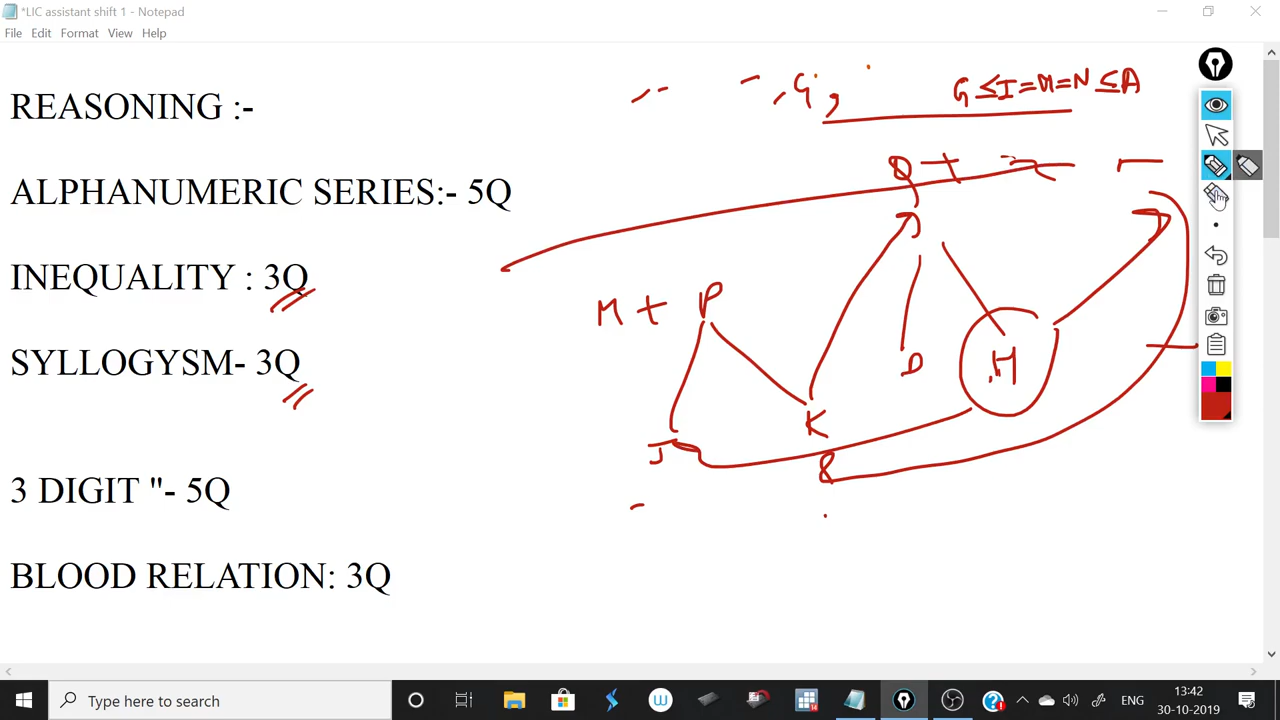 *LIC assistant shift 1 - Notepad
File Edit Format View Help
G ≤ I = M = N ≤ A
REASONING :-
ALPHANUMERIC SERIES:- 5Q
INEQUALITY : 3Q
M + P
SYLLOGYSM- 3Q
D
H
K
J
3 DIGIT "- 5Q
BLOOD RELATION: 3Q
Type here to search
ENG
13:42
30-10-2019